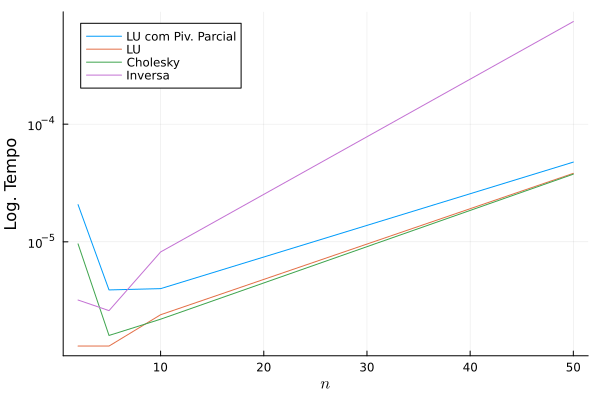 LU com Piv. Parcial
LU
Cholesky
Inversa
Log. Tempo
10⁻⁴
10⁻⁵
10 20 30 40 50
n